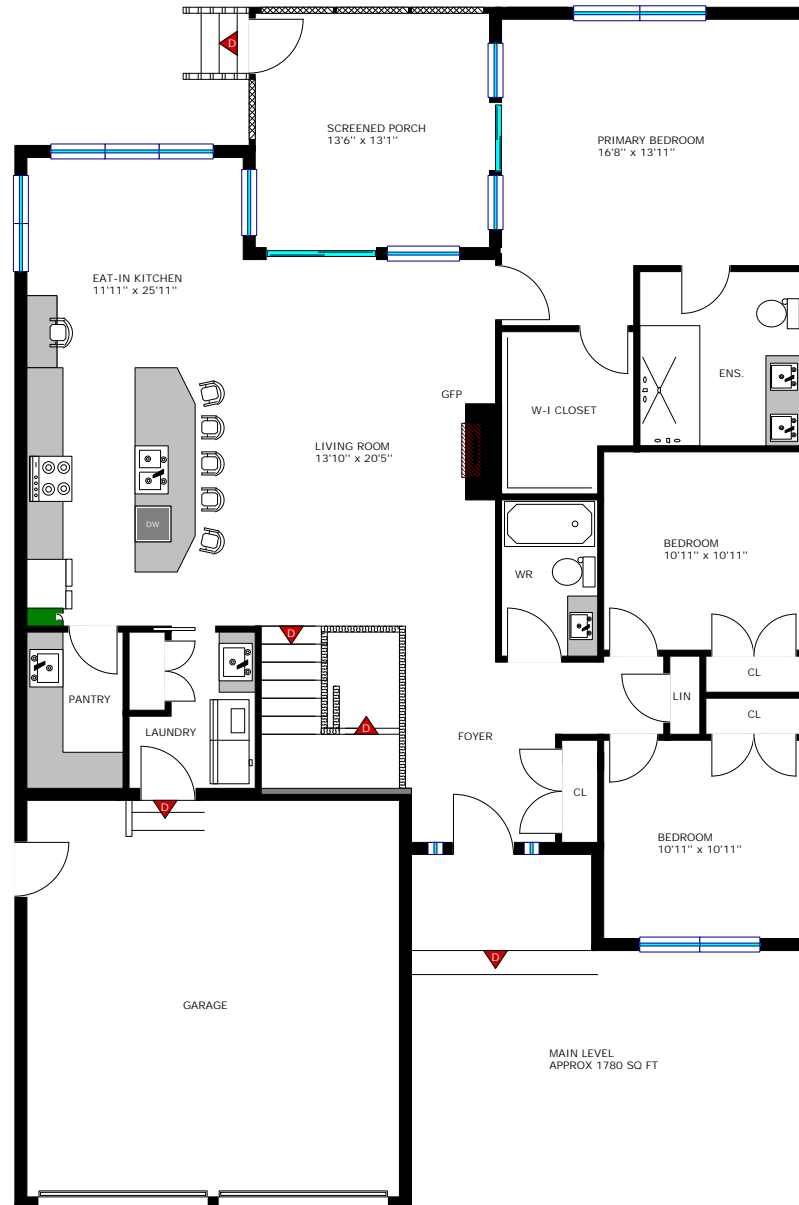 D
SCREENED PORCH
13'6'' x 13'1''
PRIMARY BEDROOM
16'8'' x 13'11''
EAT-IN KITCHEN
11'11'' x 25'11''
ENS.
GFP
W-I CLOSET
LIVING ROOM
13'10'' x 20'5''
DW
BEDROOM
10'11'' x 10'11''
WR
D
CL
PANTRY
LIN
CL
D
LAUNDRY
FOYER
CL
D
BEDROOM
10'11'' x 10'11''
D
GARAGE
MAIN LEVEL
APPROX 1780 SQ FT